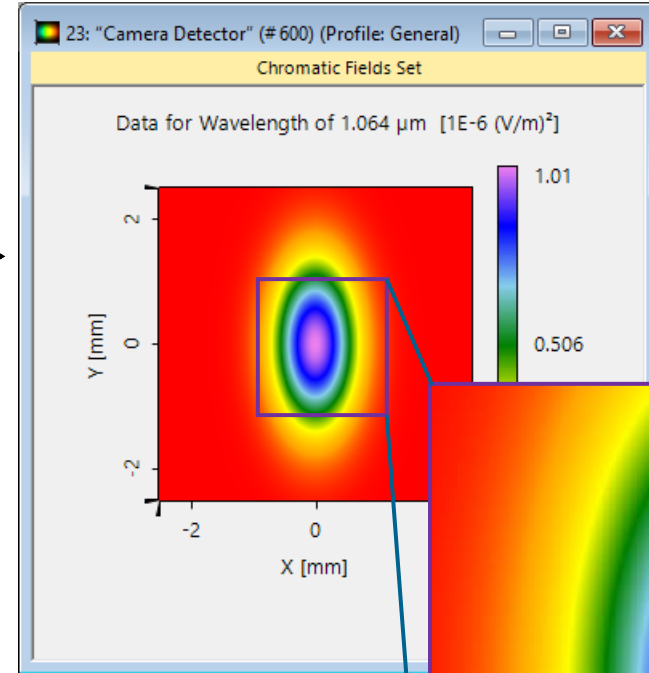 23: "Camera Detector" (# 600) (Profile: General)
Chromatic Fields Set
Data for Wavelength of 1.064 µm  [1E-6 (V/m)²]
1.01
0.506
2
0
-2
Y [mm]
-2
0
X [mm]